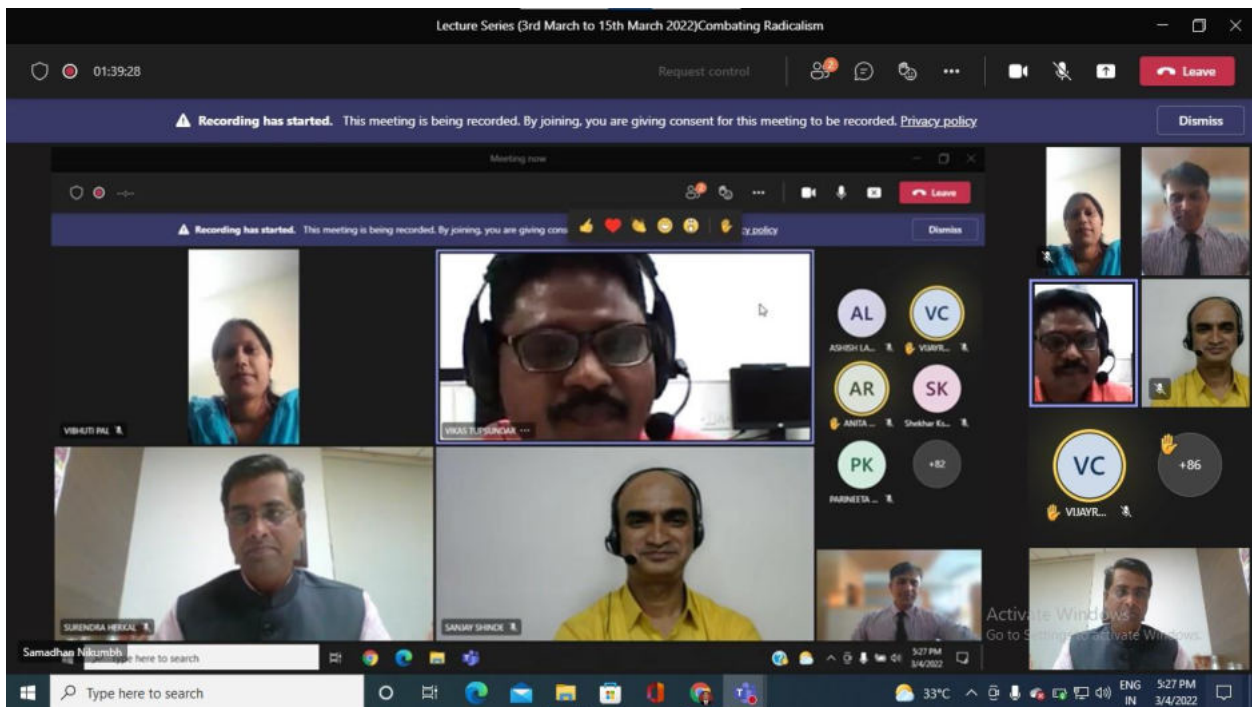 Lecture Series (3rd March to 15th March 2022)Combating Radicalism
01:39:28
Request control
2
Leave
Recording has started. This meeting is being recorded. By joining, you are giving consent for this meeting to be recorded. Privacy policy
Dismiss
Meeting now
2
Leave
Recording has started. This meeting is being recorded. By joining, you are giving cons
y policy
Dismiss
VIBHUTI PAL
VIKAS TUPSUNDAR ...
AL
ASHISH LA...
VC
VIJAYR...
AR
ANITA ...
SK
Shekhar Ks...
PK
PARINEETA ...
+82
VC
VIJAYR...
+86
SURENDRA HERKAL
SANJAY SHINDE
Activate Windows
Go to Settings to activate Windows.
Samadhan Nikumbh
Type here to search
5:27 PM
3/4/2022
Type here to search
33°C
ENG
IN
5:27 PM
3/4/2022